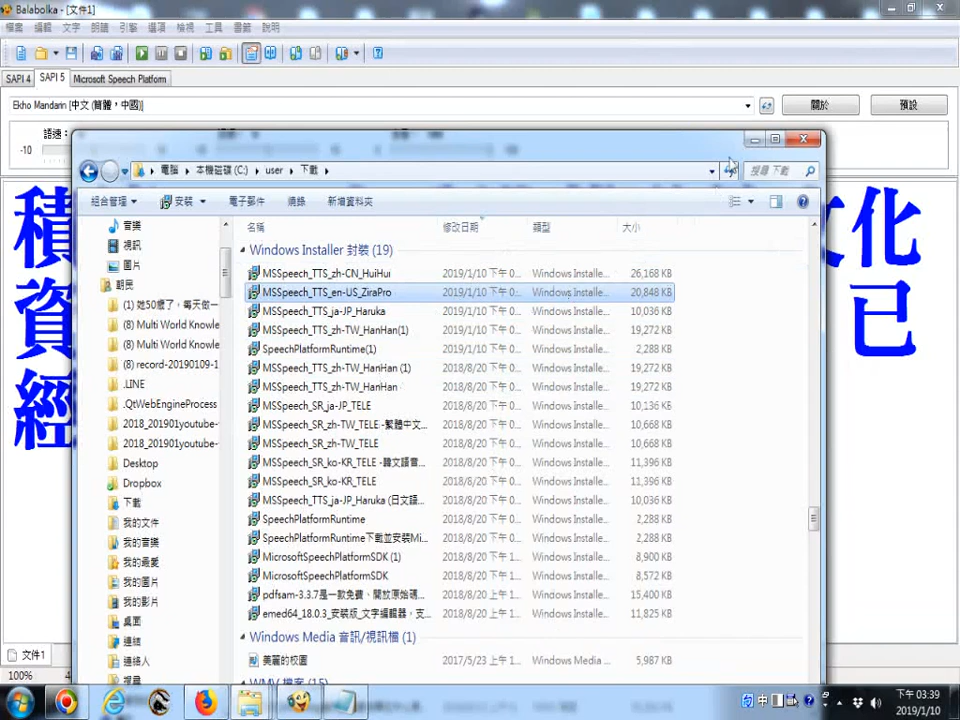 Balabolka - [文件1]
檔案 編輯 文字 朗讀 引擎 選項 檢視 工具 書籤 說明
SAPI 4 SAPI 5 Microsoft Speech Platform
Ekho Mandarin [中文 (簡體，中國)] 關於 預設
語速：
-10
電腦 本機磁碟 (C:) user 下載 搜尋 下載
組合管理 安裝 電子郵件 燒錄 新增資料夾
名稱 修改日期 類型 大小
積 文化
資 已
經
音樂
視訊
圖片
(1) 她50歲了，每天做一
(8) Multi World Knowle
(8) Multi World Knowle
(8) record-20190109-1
.LINE
.QtWebEngineProcess
2018_201901youtube-
2018_201901youtube-
Desktop
Dropbox
下載
我的文件
我的音樂
我的最愛
我的圖片
我的影片
桌面
連結
連絡人
搜尋
Windows Installer 封裝 (19)
MSSpeech_TTS_zh-CN_HuiHui 2019/1/10 下午 0... Windows Installe... 26,168 KB
MSSpeech_TTS_en-US_ZiraPro 2019/1/10 下午 0... Windows Installe... 20,848 KB
MSSpeech_TTS_ja-JP_Haruka 2019/1/10 下午 0... Windows Installe... 10,036 KB
MSSpeech_TTS_zh-TW_HanHan(1) 2019/1/10 下午 0... Windows Installe... 19,272 KB
SpeechPlatformRuntime(1) 2019/1/10 下午 0... Windows Installe... 2,288 KB
MSSpeech_TTS_zh-TW_HanHan (1) 2018/8/20 下午 0... Windows Installe... 19,272 KB
MSSpeech_TTS_zh-TW_HanHan 2018/8/20 下午 0... Windows Installe... 19,272 KB
MSSpeech_SR_ja-JP_TELE 2018/8/20 下午 0... Windows Installe... 10,136 KB
MSSpeech_SR_zh-TW_TELE -繁體中文... 2018/8/20 下午 0... Windows Installe... 10,668 KB
MSSpeech_SR_zh-TW_TELE 2018/8/20 下午 0... Windows Installe... 10,668 KB
MSSpeech_SR_ko-KR_TELE -韓文語音... 2018/8/20 下午 0... Windows Installe... 11,396 KB
MSSpeech_SR_ko-KR_TELE 2018/8/20 下午 0... Windows Installe... 11,396 KB
MSSpeech_TTS_ja-JP_Haruka (日文語... 2018/8/20 下午 0... Windows Installe... 10,036 KB
SpeechPlatformRuntime 2018/8/20 下午 0... Windows Installe... 2,288 KB
SpeechPlatformRuntime下載並安裝Mi... 2018/8/20 下午 0... Windows Installe... 2,288 KB
MicrosoftSpeechPlatformSDK (1) 2018/8/20 下午 1... Windows Installe... 8,900 KB
MicrosoftSpeechPlatformSDK 2018/8/20 下午 1... Windows Installe... 8,572 KB
pdfsam-3.3.7是一款免費、開放原始碼... 2018/8/20 上午 1... Windows Installe... 15,400 KB
emed64_18.0.3_安裝版_文字編輯器，支... 2018/8/20 上午 1... Windows Installe... 11,825 KB
Windows Media 音訊/視訊檔 (1)
美麗的校園 2017/5/23 上午 1... Windows Media ... 5,987 KB
WMV 檔案 (15)
文件1
100%
中
下午 03:39
2019/1/10